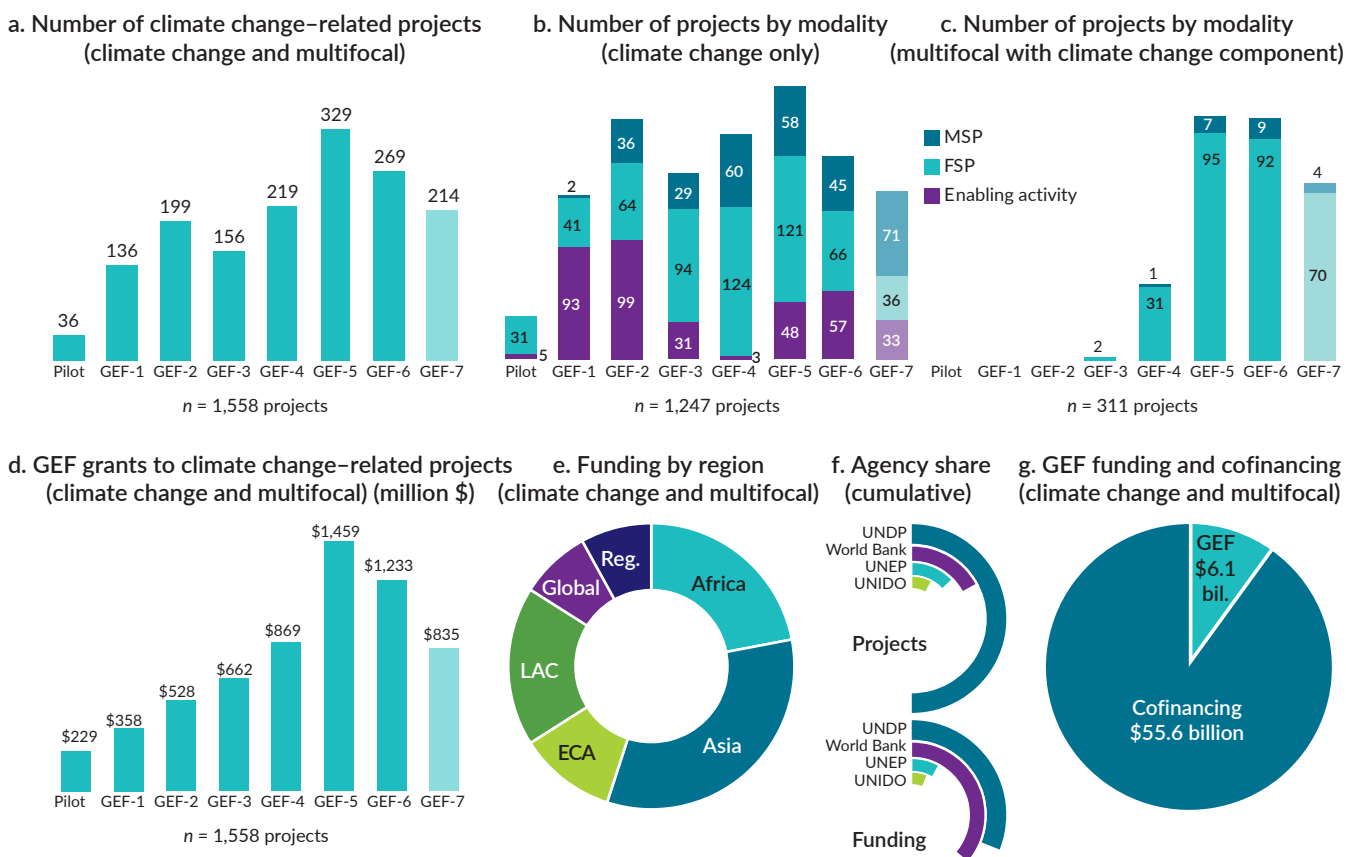 a. Number of climate change–related projects
(climate change and multifocal)
36
136
199
156
219
329
269
214
Pilot GEF-1 GEF-2 GEF-3 GEF-4 GEF-5 GEF-6 GEF-7
n = 1,558 projects
b. Number of projects by modality
(climate change only)
31
5
2
41
93
36
64
99
29
94
31
60
124
3
58
121
48
45
66
57
71
36
33
Pilot GEF-1 GEF-2 GEF-3 GEF-4 GEF-5 GEF-6 GEF-7
n = 1,247 projects
c. Number of projects by modality
(multifocal with climate change component)
MSP
FSP
Enabling activity
2
1
31
7
95
9
92
4
70
Pilot GEF-1 GEF-2 GEF-3 GEF-4 GEF-5 GEF-6 GEF-7
n = 311 projects
d. GEF grants to climate change–related projects
(climate change and multifocal) (million $)
$229
$358
$528
$662
$869
$1,459
$1,233
$835
Pilot GEF-1 GEF-2 GEF-3 GEF-4 GEF-5 GEF-6 GEF-7
n = 1,558 projects
e. Funding by region
(climate change and multifocal)
Reg.
Africa
Global
LAC
ECA
Asia
f. Agency share
(cumulative)
UNDP
World Bank
UNEP
UNIDO
Projects
UNDP
World Bank
UNEP
UNIDO
Funding
g. GEF funding and cofinancing
(climate change and multifocal)
GEF
$6.1
bil.
Cofinancing
$55.6 billion